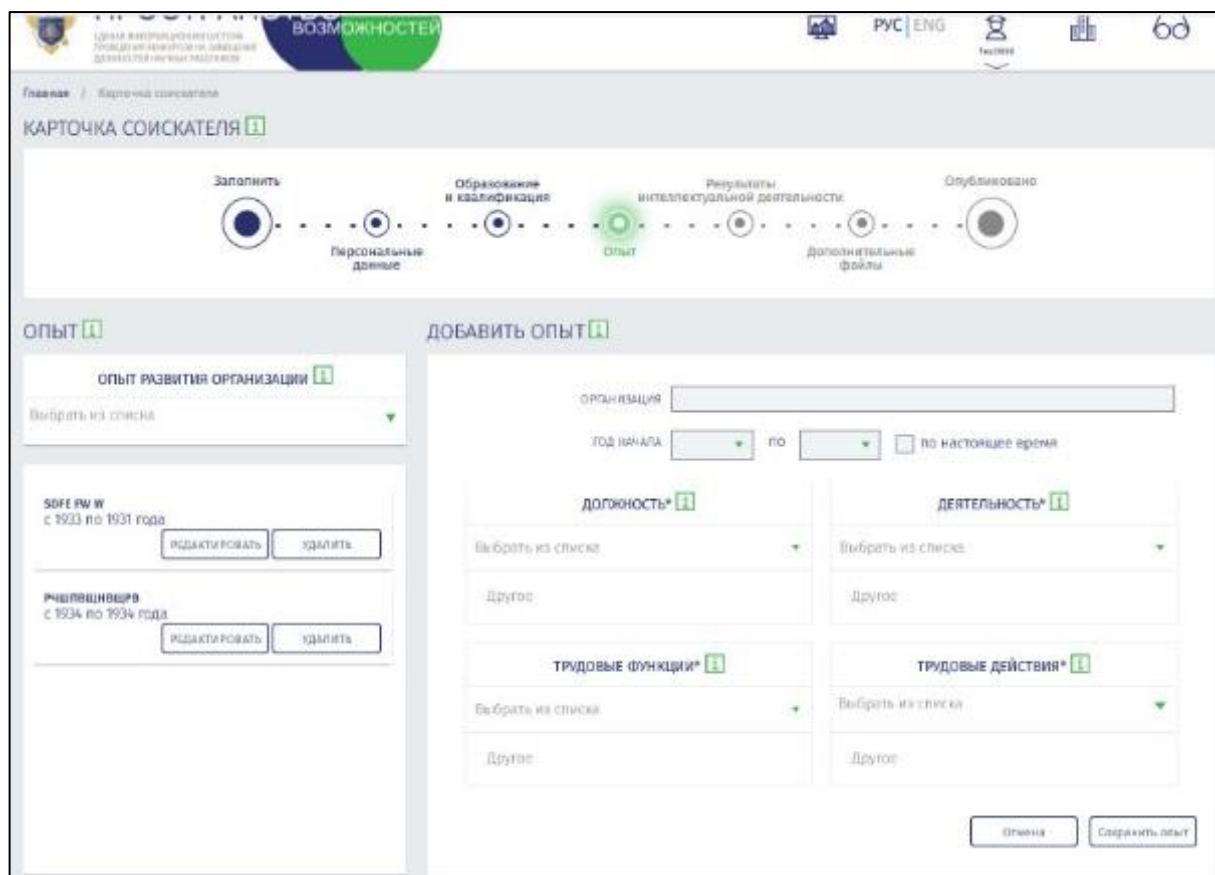 ВОЗМОЖНОСТЕЙ
РУС ENG
Главная / Карточка соискателя
КАРТОЧКА СОИСКАТЕЛЯ
Заполнить
Образование
и квалификация
Результаты
интеллектуальной деятельности
Опубликовано
Персональные
данные
Опыт
Дополнительные
файлы
ОПЫТ
ДОБАВИТЬ ОПЫТ
ОПЫТ РАЗВИТИЯ ОРГАНИЗАЦИИ
Выбрать из списка
ОРГАНИЗАЦИЯ
ГОД НАЧАЛА ПО по настоящее время
SDFE FW W
с 1933 по 1931 года
РЕДАКТИРОВАТЬ УДАЛИТЬ
с 1934 по 1934 года
РЕДАКТИРОВАТЬ УДАЛИТЬ
ДОЛЖНОСТЬ* ДЕЯТЕЛЬНОСТЬ*
Выбрать из списка Выбрать из списка
Другое Другое
ТРУДОВЫЕ ФУНКЦИИ* ТРУДОВЫЕ ДЕЙСТВИЯ*
Выбрать из списка Выбрать из списка
Другое Другое
Отмена Сохранить опыт